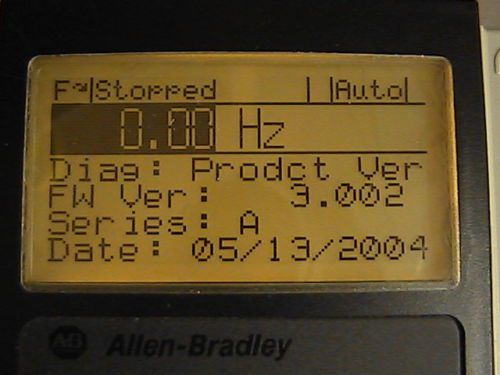 F |Stopped | |Auto|
0.00 Hz
Diag: Prodct Ver
FW Ver: 3.002
Series: A
Date: 05/13/2004
AB Allen-Bradley